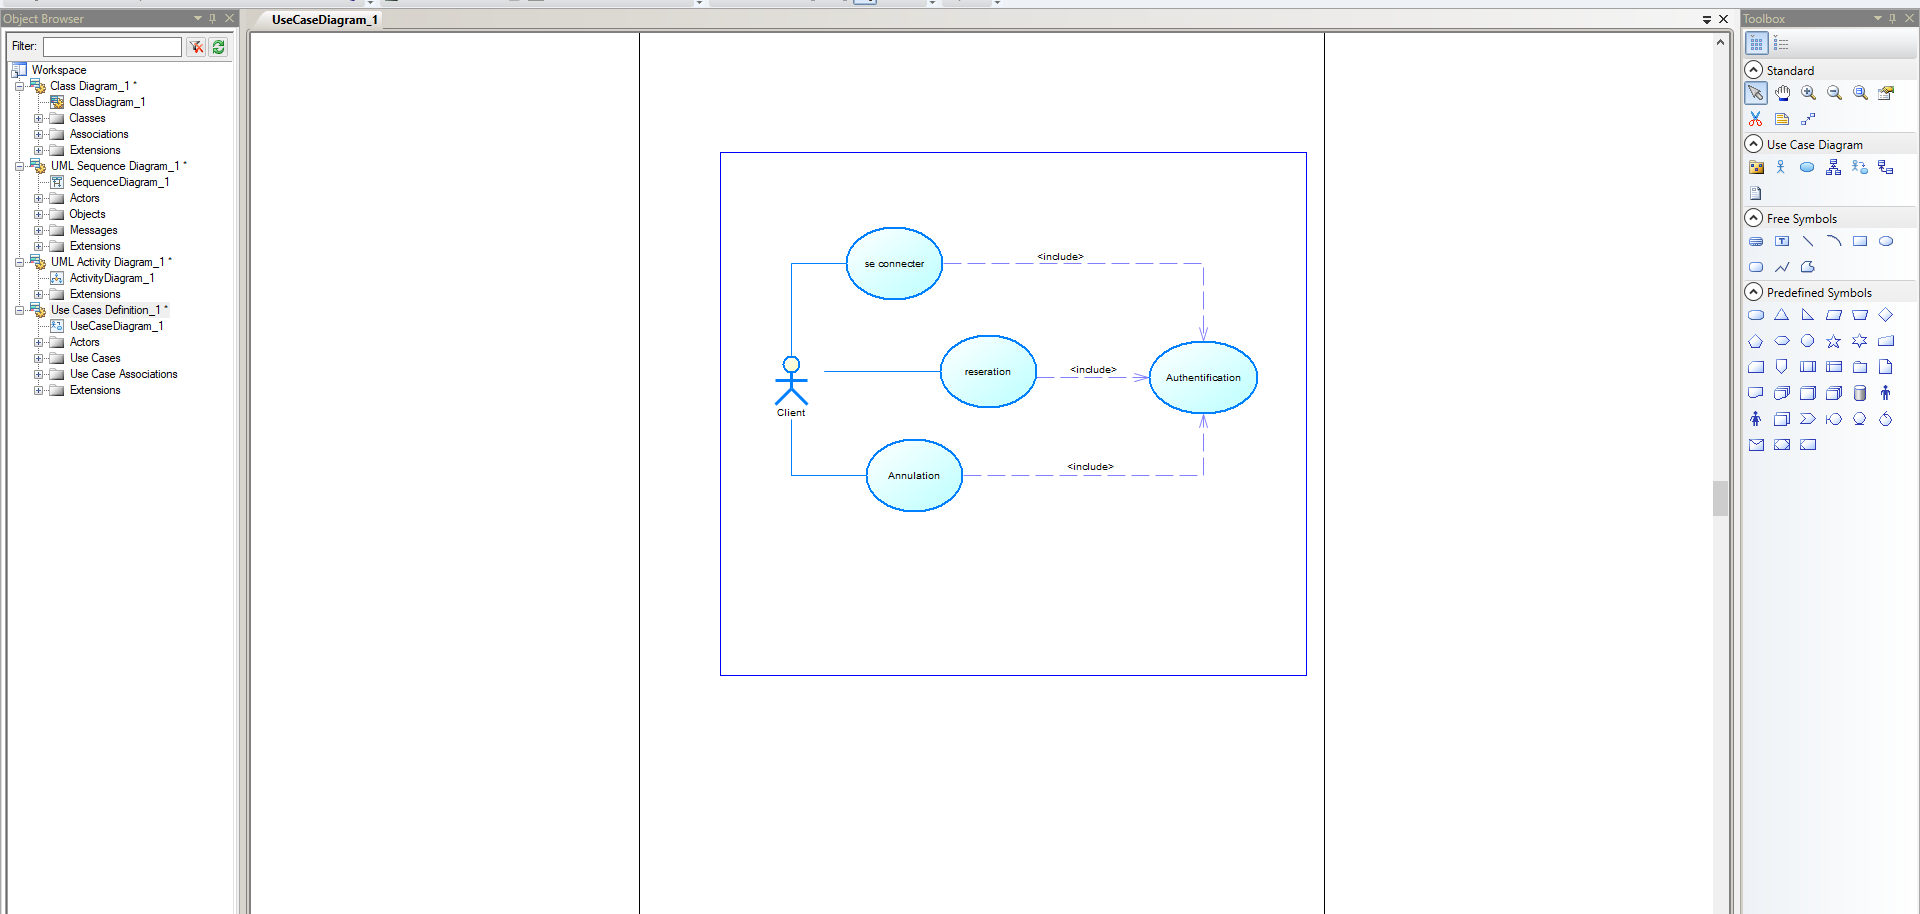 Object Browser
Filter:
Workspace
Class Diagram_1 *
ClassDiagram_1
Classes
Associations
Extensions
UML Sequence Diagram_1 *
SequenceDiagram_1
Actors
Objects
Messages
Extensions
UML Activity Diagram_1 *
ActivityDiagram_1
Extensions
Use Cases Definition_1 *
UseCaseDiagram_1
Actors
Use Cases
Use Case Associations
Extensions
UseCaseDiagram_1
se connecter
<include>
reseration
<include>
Authentification
Client
Annulation
<include>
Toolbox
Standard
Use Case Diagram
Free Symbols
Predefined Symbols